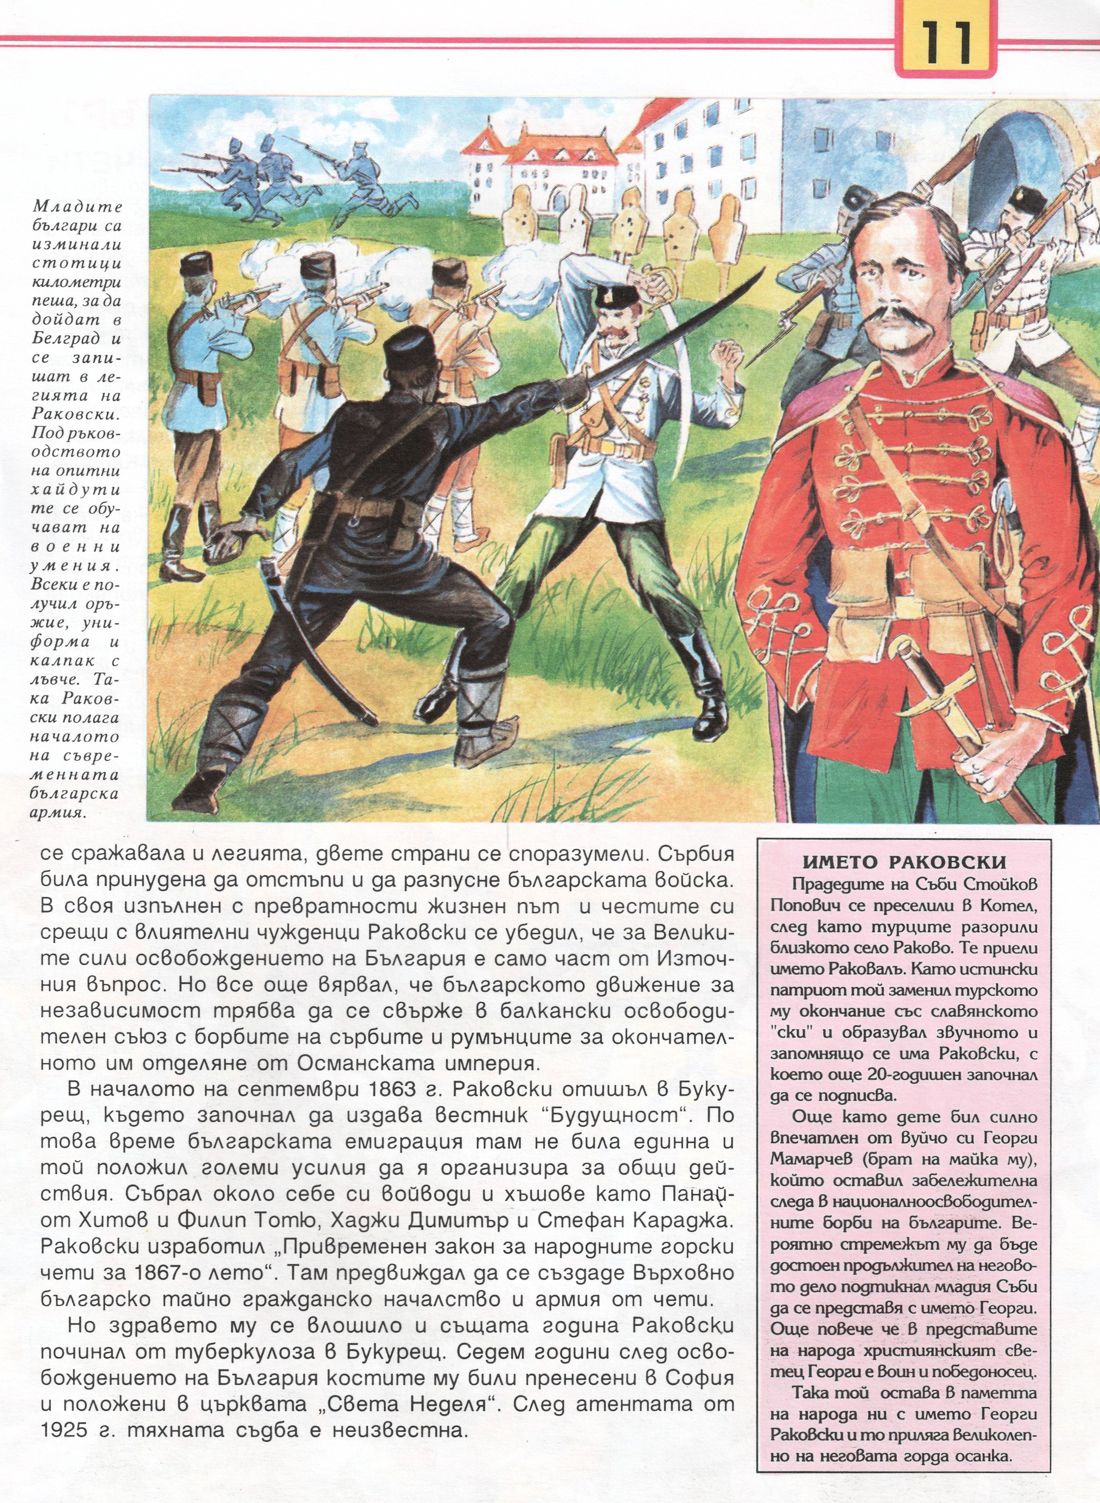 11
Младите
българи са
изминали
стотици
километри
пеша, за да
дойдат в
Белград и
се запи-
шат в ле-
гията на
Раковски.
Под ръков-
одството
на опитни
хайдути
те се обу-
чават на
военни
умения.
Всеки е по-
лучил оръ-
жие, уни-
форма и
калпак с
лъвче. Та-
ка Раков-
ски полага
началото
на съвре-
менната
българска
армия.
се сражавала и легията, двете страни се споразумели. Сърбия
била принудена да отстъпи и да разпусне българската войска.
В своя изпълнен с превратности жизнен път и честите си
срещи с влиятелни чужденци Раковски се убедил, че за Велики-
те сили освобождението на България е само част от Източ-
ния въпрос. Но все още вярвал, че българското движение за
независимост трябва да се свърже в балкански освободи-
телен съюз с борбите на сърбите и румънците за окончател-
ното им отделяне от Османската империя.
В началото на септември 1863 г. Раковски отишъл в Буку-
рещ, където започнал да издава вестник “Будущност“. По
това време българската емиграция там не била единна и
той положил големи усилия да я организира за общи дей-
ствия. Събрал около себе си войводи и хъшове като Панай-
от Хитов и Филип Тотю, Хаджи Димитър и Стефан Караджа.
Раковски изработил „Привременен закон за народните горски
чети за 1867-о лето“. Там предвиждал да се създаде Върховно
българско тайно гражданско началство и армия от чети.
Но здравето му се влошило и същата година Раковски
починал от туберкулоза в Букурещ. Седем години след осво-
бождението на България костите му били пренесени в София
и положени в църквата „Света Неделя“. След атентата от
1925 г. тяхната съдба е неизвестна.
ИМЕТО РАКОВСКИ
Прадедите на Съби Стойков
Попович се преселили в Котел,
след като турците разорили
близкото село Раково. Те приели
името Раковалъ. Като истински
патриот той заменил турското
му окончание със славянското
"ски" и образувал звучното и
запомнящо се има Раковски, с
което още 20-годишен започнал
да се подписва.
Още като дете бил силно
впечатлен от вуйчо си Георги
Мамарчев (брат на майка му),
който оставил забележителна
следа в националноосвободител-
ните борби на българите. Ве-
роятно стремежът му да бъде
достоен продължител на негово-
то дело подтикнал младия Съби
да се представя с името Георги.
Още повече че в представите
на народа християнският све-
тец Георги е воин и победоносец.
Така той остава в паметта
на народа ни с името Георги
Раковски и то приляга великолеп-
но на неговата горда осанка.